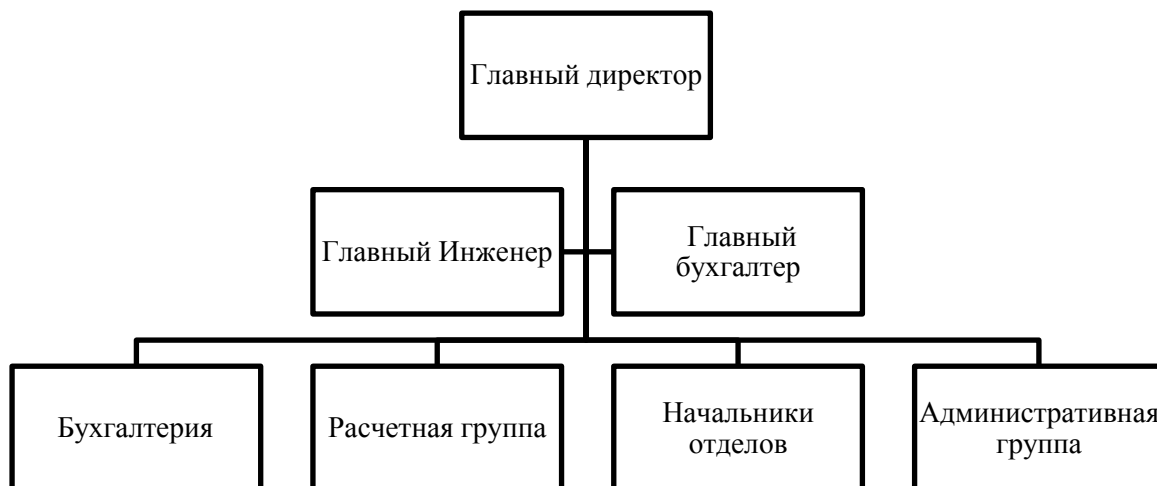 Главный директор
Главный Инженер
Главный
бухгалтер
Бухгалтерия
Расчетная группа
Начальники
отделов
Административная
группа